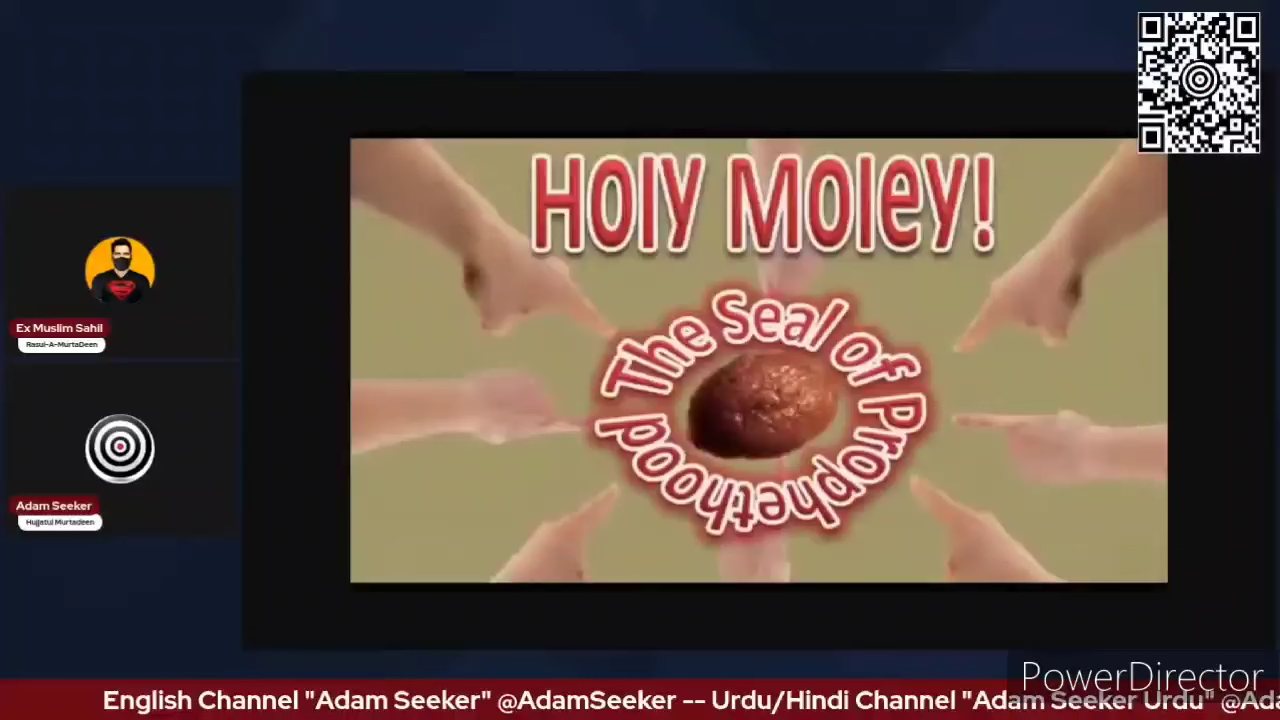 Holy Moley!
The Seal of Prophethood
Ex Muslim Sahil
Rasul-A-MurtaDeen
Adam Seeker
Hujjatul Murtadeen
PowerDirector
English Channel "Adam Seeker" @AdamSeeker -- Urdu/Hindi Channel "Adam Seeker Urdu" @Ada